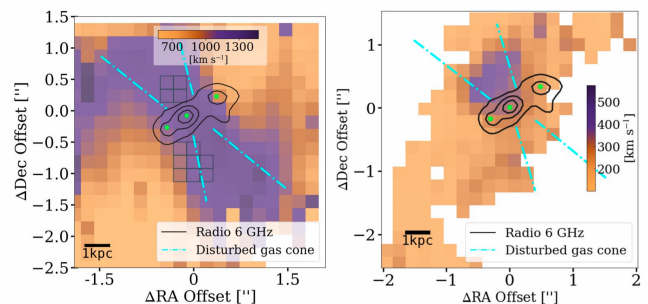 1.5
1.0
0.5
0.0
−0.5
−1.0
−1.5
−2.0
−2.5
ΔDec Offset ["]
700 1000 1300
[km s⁻¹]
Radio 6 GHz
Disturbed gas cone
1kpc
−1.5 0.0 1.5
ΔRA Offset ["]
1
0
−1
−2
ΔDec Offset ["]
500
400
300
200
[km s⁻¹]
Radio 6 GHz
Disturbed gas cone
1kpc
−2 −1 0 1 2
ΔRA Offset ["]